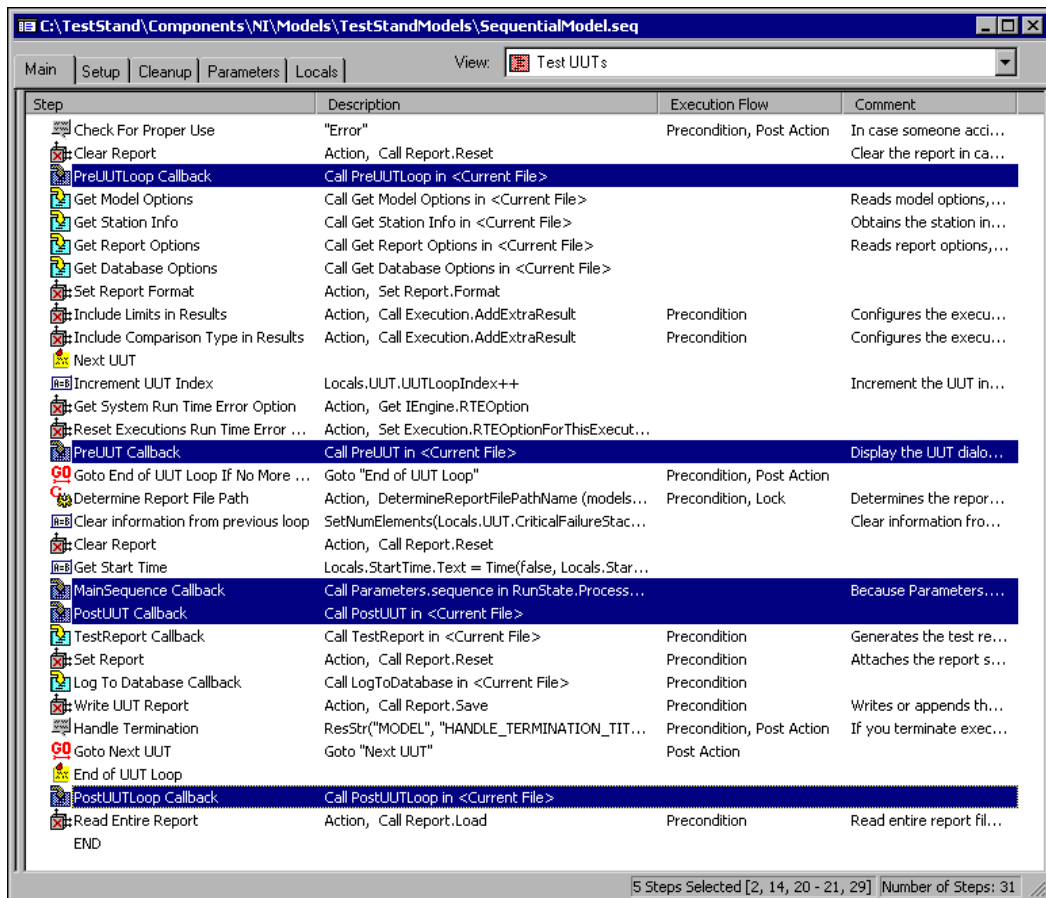 C:\TestStand\Components\NI\Models\TestStandModels\SequentialModel.seq
Main Setup Cleanup Parameters Locals View: Test UUTs
Step Description Execution Flow Comment
Check For Proper Use "Error" Precondition, Post Action In case someone acci...
Clear Report Action, Call Report.Reset Clear the report in ca...
PreUUTLoop Callback Call PreUUTLoop in <Current File>
Get Model Options Call Get Model Options in <Current File> Reads model options,...
Get Station Info Call Get Station Info in <Current File> Obtains the station in...
Get Report Options Call Get Report Options in <Current File> Reads report options,...
Get Database Options Call Get Database Options in <Current File>
Set Report Format Action, Set Report.Format
Include Limits in Results Action, Call Execution.AddExtraResult Precondition Configures the execu...
Include Comparison Type in Results Action, Call Execution.AddExtraResult Precondition Configures the execu...
Next UUT
A=B Increment UUT Index Locals.UUT.UUTLoopIndex++ Increment the UUT in...
Get System Run Time Error Option Action, Get IEngine.RTEOption
Reset Executions Run Time Error ... Action, Set Execution.RTEOptionForThisExecut...
PreUUT Callback Call PreUUT in <Current File> Display the UUT dialo...
GO Goto End of UUT Loop If No More ... Goto "End of UUT Loop" Precondition, Post Action
C Determine Report File Path Action, DetermineReportFilePathName (models... Precondition, Lock Determines the repor...
A=B Clear information from previous loop SetNumElements(Locals.UUT.CriticalFailureStac... Clear information fro...
Clear Report Action, Call Report.Reset
A=B Get Start Time Locals.StartTime.Text = Time(false, Locals.Star...
MainSequence Callback Call Parameters.sequence in RunState.Process... Because Parameters....
PostUUT Callback Call PostUUT in <Current File>
TestReport Callback Call TestReport in <Current File> Precondition Generates the test re...
Set Report Action, Call Report.Reset Precondition Attaches the report s...
Log To Database Callback Call LogToDatabase in <Current File> Precondition
Write UUT Report Action, Call Report.Save Precondition Writes or appends th...
Handle Termination ResStr("MODEL", "HANDLE_TERMINATION_TIT... Precondition, Post Action If you terminate exec...
GO Goto Next UUT Goto "Next UUT" Post Action
End of UUT Loop
PostUUTLoop Callback Call PostUUTLoop in <Current File>
Read Entire Report Action, Call Report.Load Precondition Read entire report fil...
END
5 Steps Selected [2, 14, 20 - 21, 29] Number of Steps: 31